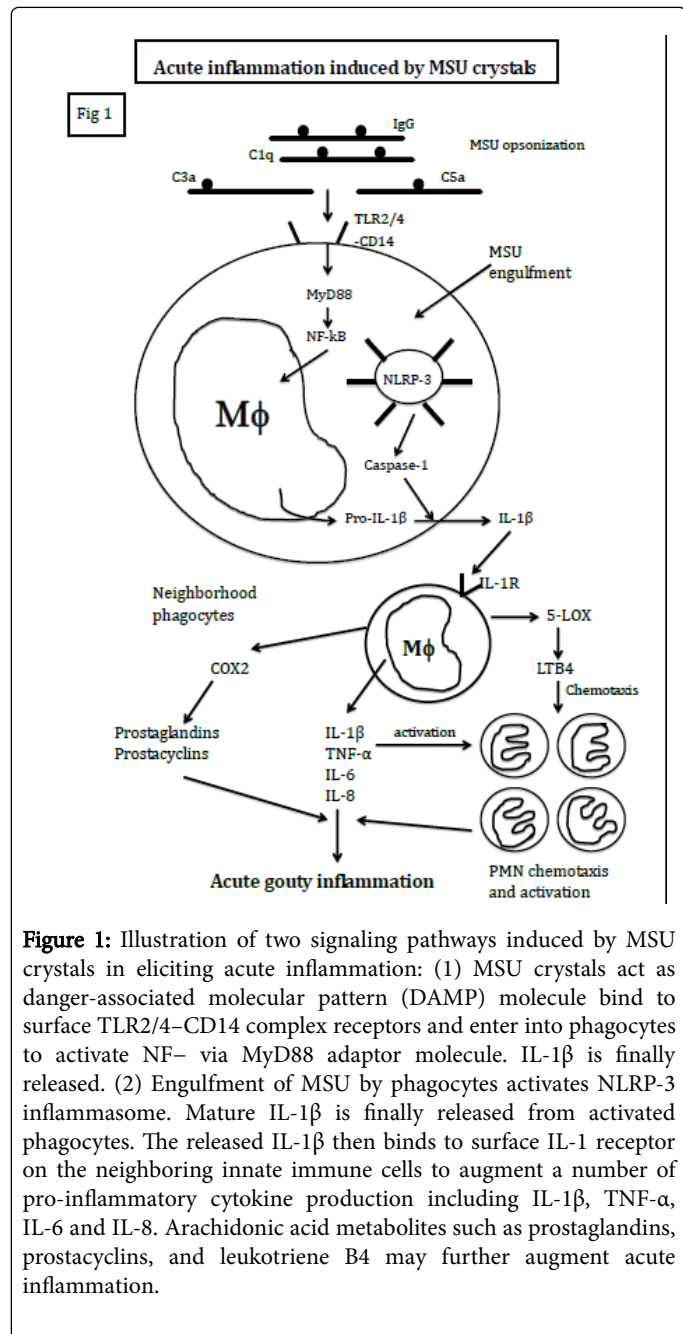 Acute inflammation induced by MSU crystals
Fig 1
IgG
MSU opsonization
C1q
C3a
C5a
TLR2/4
-CD14
MSU
engulfment
MyD88
NF-kB
NLRP-3
Mϕ
Caspase-1
Pro-IL-1β
IL-1β
IL-1R
Neighborhood
phagocytes
5-LOX
Mϕ
COX2
LTB4
Chemotaxis
Prostaglandins
Prostacyclins
IL-1β
TNF-α
IL-6
IL-8
activation
Acute gouty inflammation
PMN chemotaxis
and activation
Figure 1: Illustration of two signaling pathways induced by MSU
crystals in eliciting acute inflammation: (1) MSU crystals act as
danger-associated molecular pattern (DAMP) molecule bind to
surface TLR2/4–CD14 complex receptors and enter into phagocytes
to activate NF− via MyD88 adaptor molecule. IL-1β is finally
released. (2) Engulfment of MSU by phagocytes activates NLRP-3
inflammasome. Mature IL-1β is finally released from activated
phagocytes. The released IL-1β then binds to surface IL-1 receptor
on the neighboring innate immune cells to augment a number of
pro-inflammatory cytokine production including IL-1β, TNF-α,
IL-6 and IL-8. Arachidonic acid metabolites such as prostaglandins,
prostacyclins, and leukotriene B4 may further augment acute
inflammation.